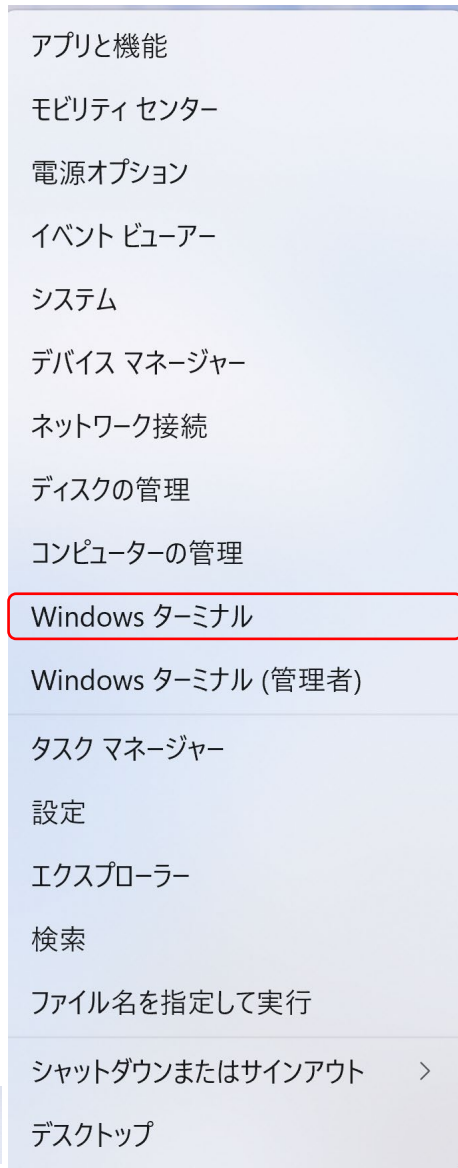 アプリと機能
モビリティ センター
電源オプション
イベント ビューアー
システム
デバイス マネージャー
ネットワーク接続
ディスクの管理
コンピューターの管理
Windows ターミナル
Windows ターミナル (管理者)
タスク マネージャー
設定
エクスプローラー
検索
ファイル名を指定して実行
シャットダウンまたはサインアウト
デスクトップ